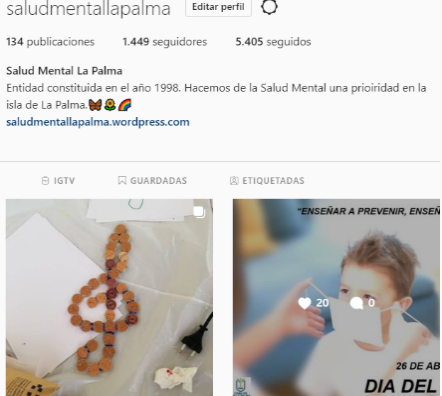 saludmentallapalma Editar perfil
134 publicaciones 1.449 seguidores 5.405 seguidos
Salud Mental La Palma
Entidad constituida en el año 1998. Hacemos de la Salud Mental una prioiridad en la
isla de La Palma.🦋🌻🌈
saludmentallapalma.wordpress.com
IGTV GUARDADAS ETIQUETADAS
"ENSEÑAR A PREVENIR, ENSEÑ
20 0
26 DE AB
DIA DEL